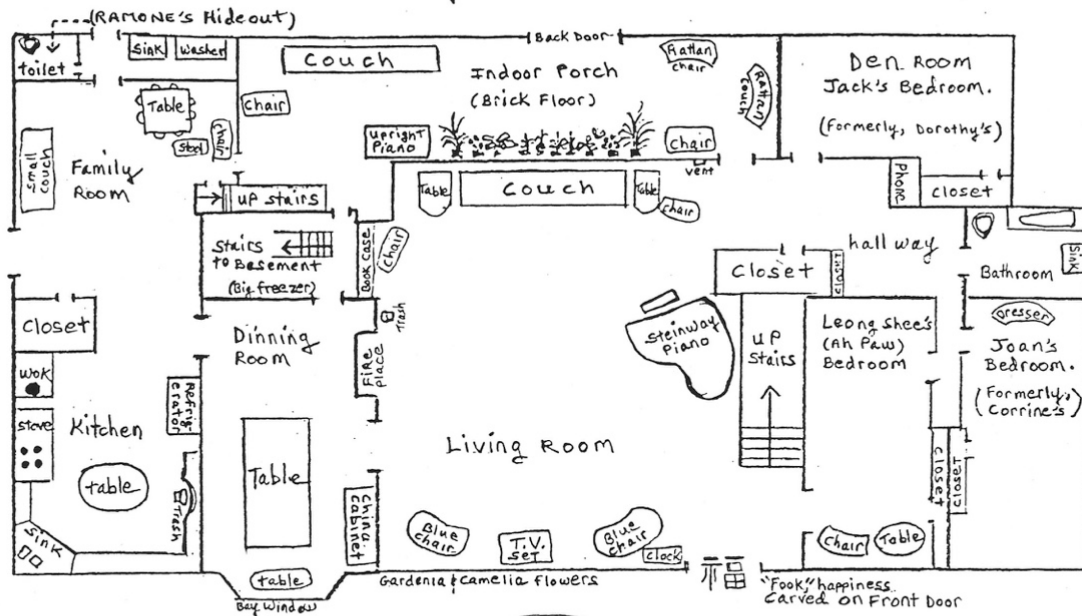 (RAMONE's Hideout)
toilet
Sink
Washer
Couch
Back Door
Rattan
chair
Indoor Porch
(Brick Floor)
Rattan
Couch
Den Room
Jack's Bedroom.
(Formerly, Dorothy's)
Table
Chair
Stool
Chair
upright
Piano
Chair
vent
small
couch
Family
Room
up stairs
Table
Couch
Table
chair
Phone
Closet
Stairs
to Basement
(Big freezer)
Book Case
Chair
hall way
Closet
closet
Bathroom
Sink
Trash
Closet
Dinning
Room
Fire
place
Steinway
Piano
up
Stairs
Leong Shee's
(Ah Paw)
Bedroom
Dresser
Joan's
Bedroom.
(Formerly,
Corrine's)
Wok
Refrig-
erator
stove
Kitchen
table
Trash
Sink
Table
Living Room
China
Cabinet
closet
closet
Blue
chair
T.V.
set
Blue
chair
clock
chair
Table
table
Bay Window
Gardenia & Camelia flowers
福
"Fook," happiness
Carved on Front Door